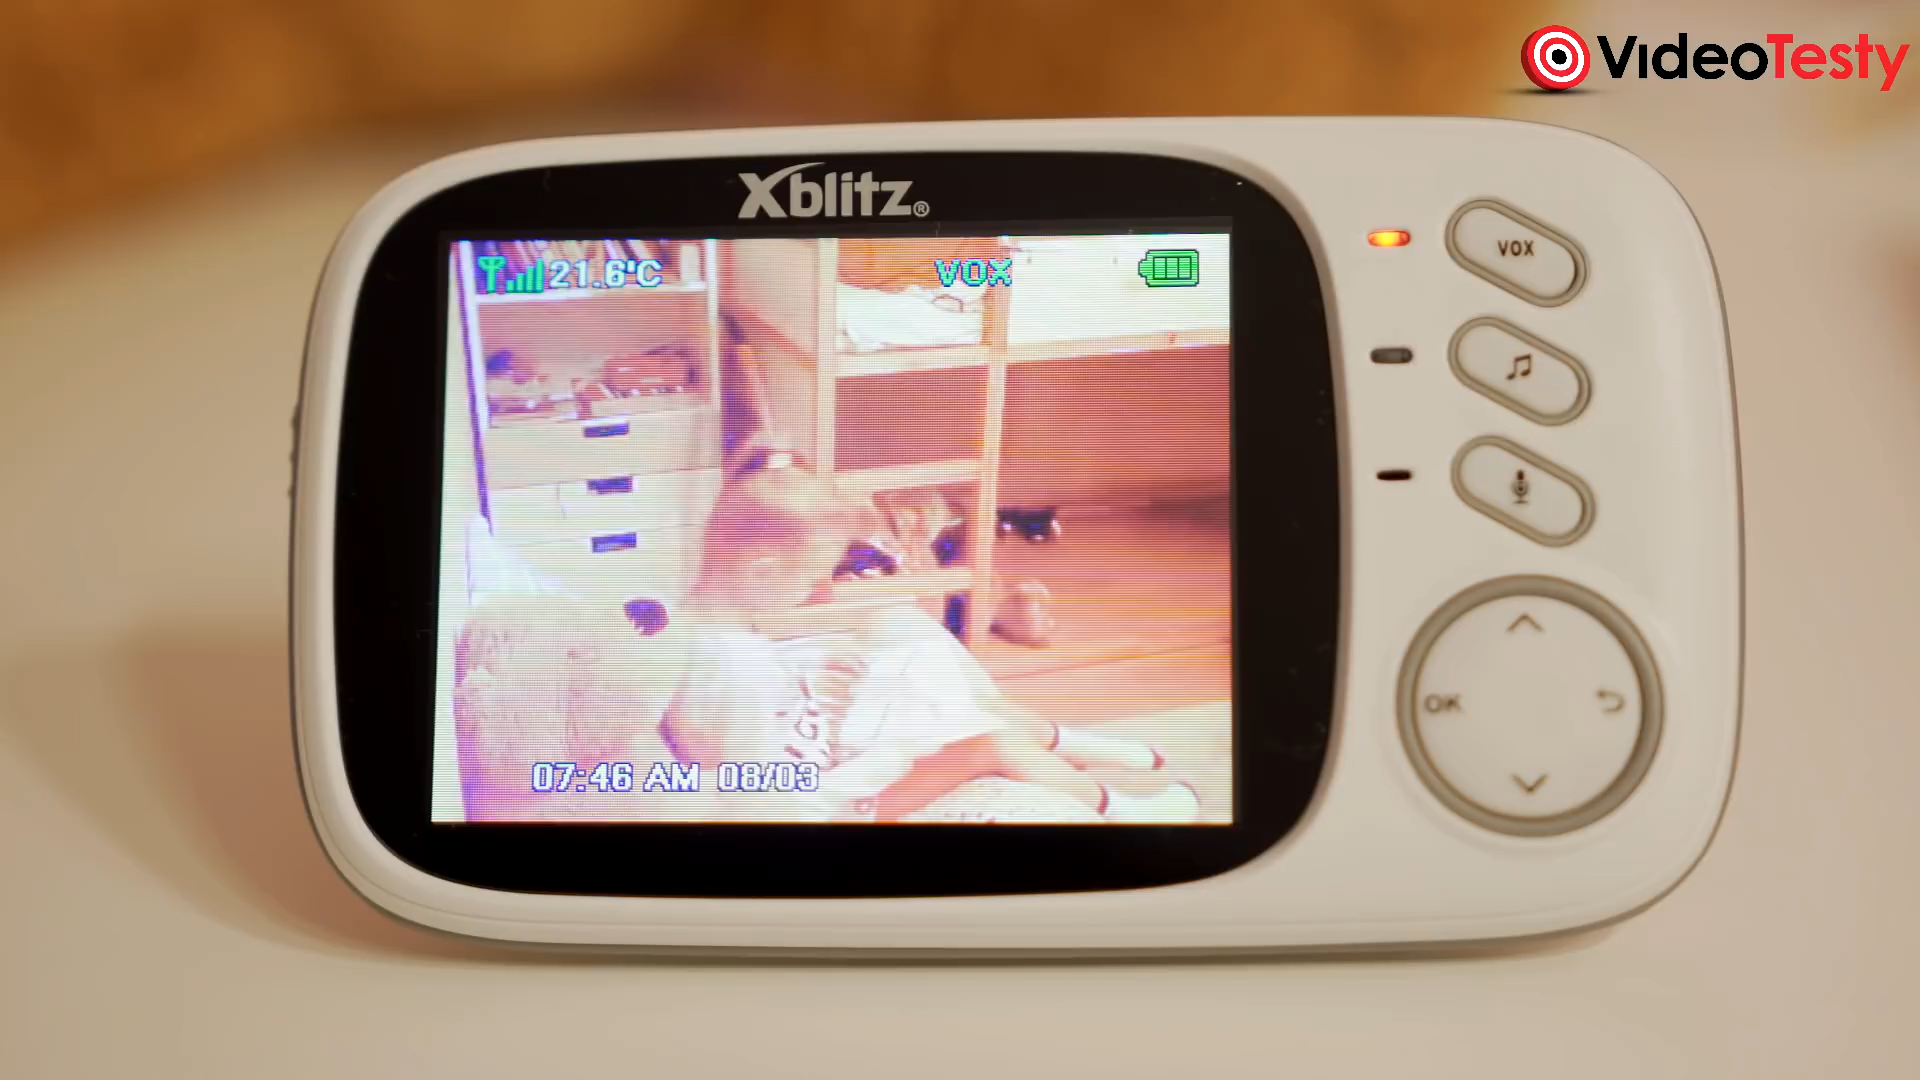 VideoTesty
Xblitz®
21.6°C
VOX
VOX
OK
07:46 AM 08/03